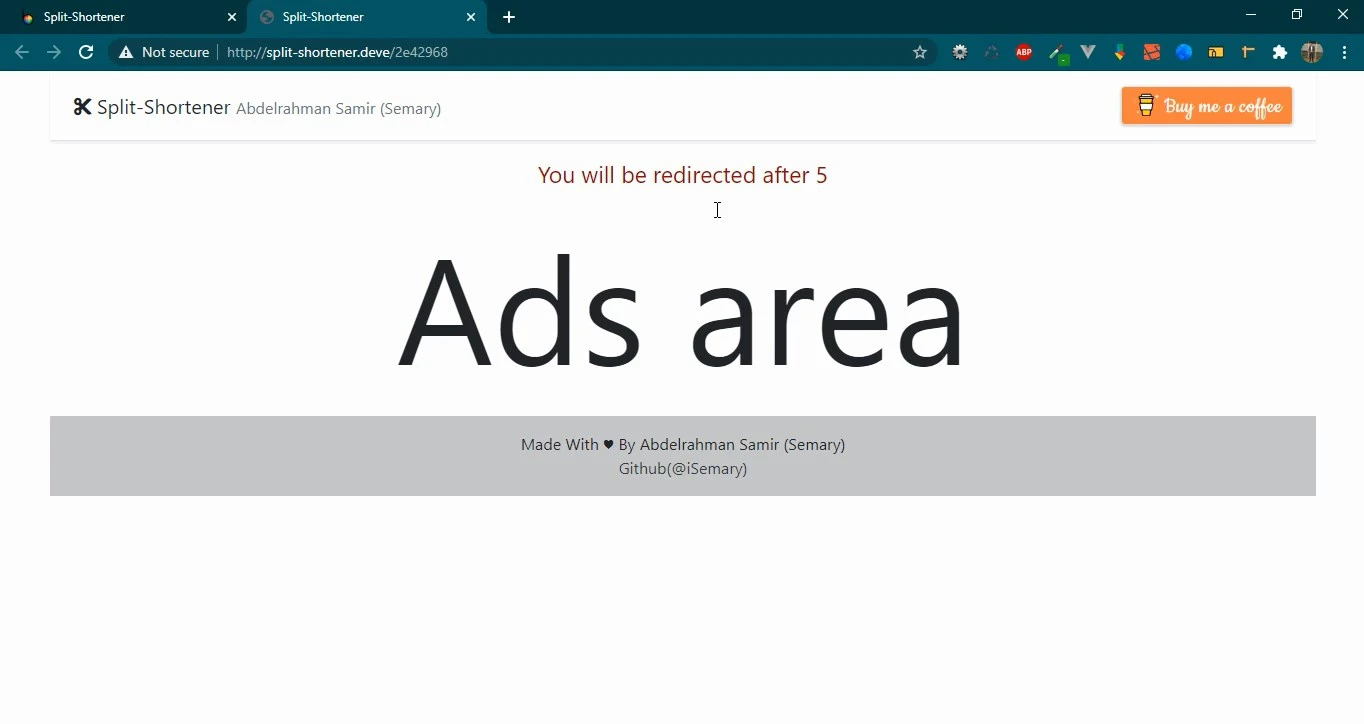 Split-Shortener
Split-Shortener
Not secure
http://split-shortener.deve/2e42968
ABP
Split-Shortener Abdelrahman Samir (Semary)
Buy me a coffee
You will be redirected after 5
Ads area
Made With ♥ By Abdelrahman Samir (Semary)
Github(@iSemary)